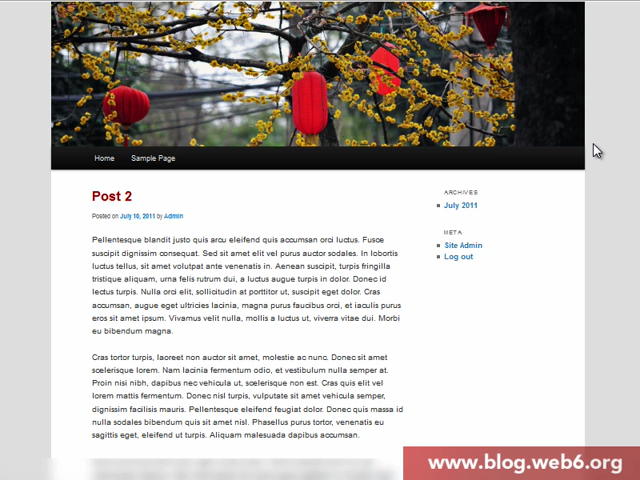 Home Sample Page
Post 2
Posted on July 10, 2011 by Admin
Pellentesque blandit justo quis arcu eleifend quis accumsan orci luctus. Fusce
suscipit dignissim consequat. Sed sit amet elit vel purus auctor sodales. In lobortis
luctus tellus, sit amet volutpat ante venenatis in. Aenean suscipit, turpis fringilla
tristique aliquam, urna felis rutrum dui, a luctus augue turpis in dolor. Donec id
lectus turpis. Nulla orci elit, sollicitudin at porttitor ut, suscipit eget dolor. Cras
accumsan, augue eget ultricies lacinia, magna purus faucibus orci, et iaculis purus
eros sit amet ipsum. Vivamus velit nulla, mollis a luctus ut, viverra vitae dui. Morbi
eu bibendum magna.
Cras tortor turpis, laoreet non auctor sit amet, molestie ac nunc. Donec sit amet
scelerisque lorem. Nam lacinia fermentum odio, et vestibulum nulla semper at.
Proin nisi nibh, dapibus nec vehicula ut, scelerisque non est. Cras quis elit vel
lorem mattis fermentum. Donec nisl turpis, vulputate sit amet vehicula semper,
dignissim facilisis mauris. Pellentesque eleifend feugiat dolor. Donec quis massa id
nulla sodales bibendum quis sit amet nisl. Phasellus purus tortor, venenatis eu
sagittis eget, eleifend ut turpis. Aliquam malesuada dapibus accumsan.
ARCHIVES
July 2011
META
Site Admin
Log out
www.blog.web6.org